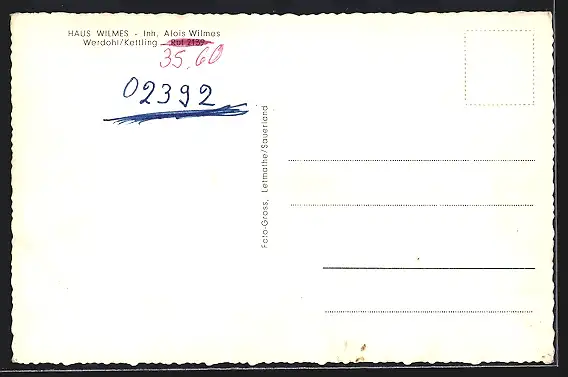 HAUS WILMES - Inh. Alois Wilmes
Werdohl/Kettling Ruf 2139
35.60
02392
Foto-Gross, Letmathe/Sauerland